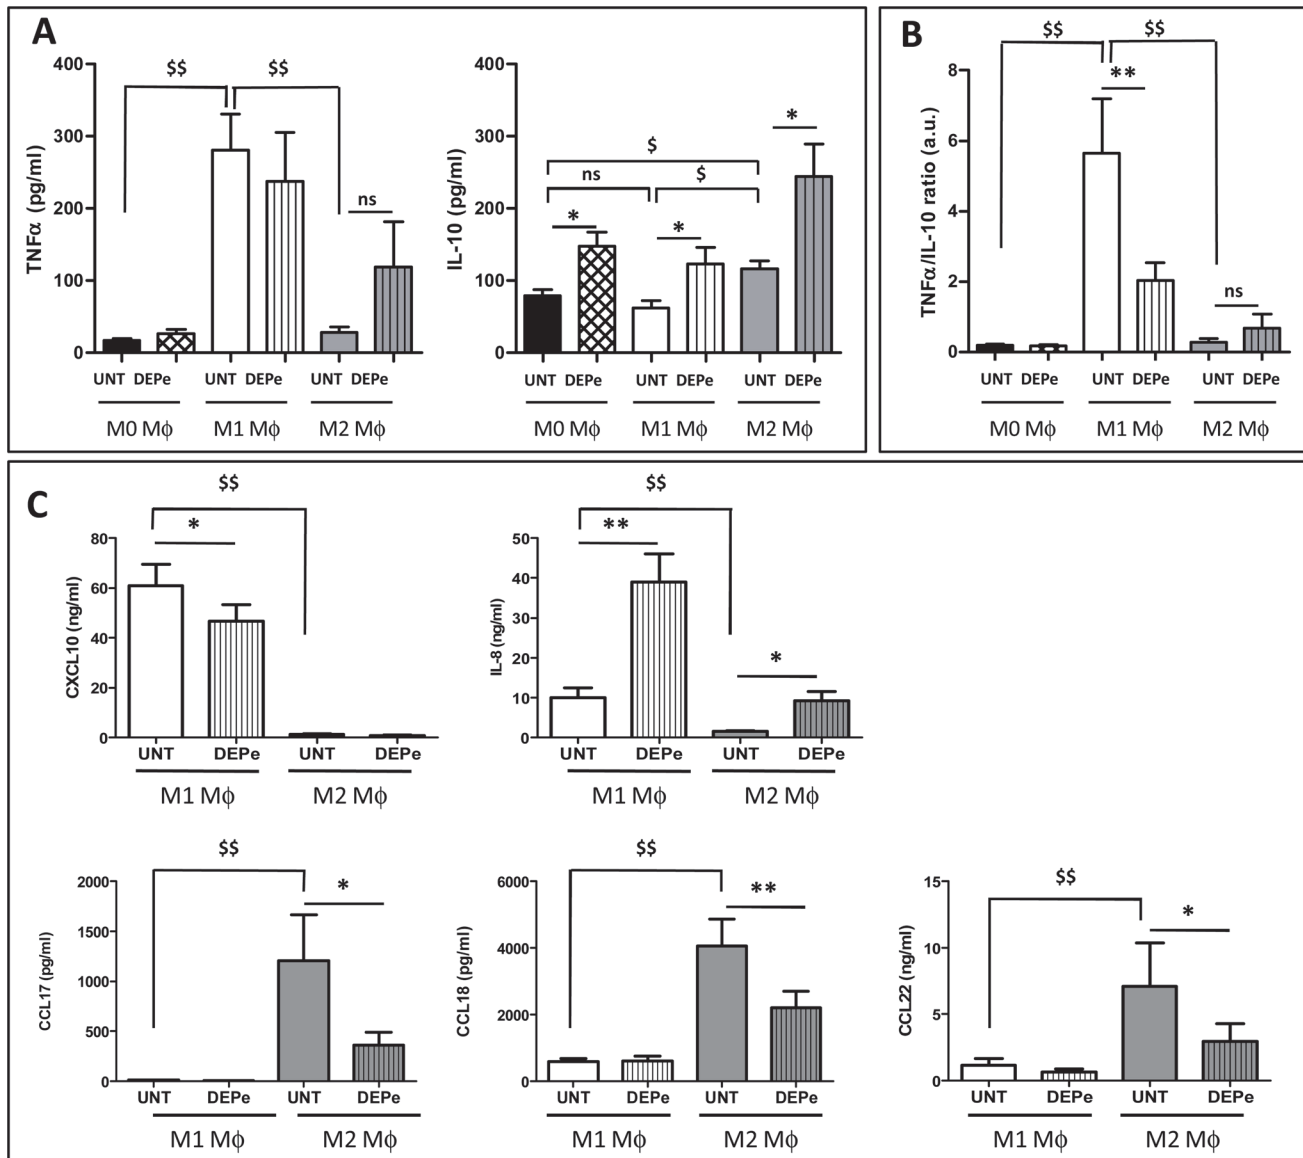 A
B
$$
$$
400
300
200
100
0
TNFα (pg/ml)
$$
$$
ns
UNT DEPe UNT DEPe UNT DEPe
M0 Mϕ M1 Mϕ M2 Mϕ
400
300
200
100
0
IL-10 (pg/ml)
*
$
ns
$
*
*
UNT DEPe UNT DEPe UNT DEPe
M0 Mϕ M1 Mϕ M2 Mϕ
8
6
4
2
0
TNFα/IL-10 ratio (a.u.)
**
ns
UNT DEPe UNT DEPe UNT DEPe
M0 Mϕ M1 Mϕ M2 Mϕ
C
$$
*
80
60
40
20
0
CXCL10 (ng/ml)
UNT DEPe UNT DEPe
M1 Mϕ M2 Mϕ
$$
**
50
40
30
20
10
0
IL-8 (ng/ml)
*
UNT DEPe UNT DEPe
M1 Mϕ M2 Mϕ
$$
*
2000
1500
1000
500
0
CCL17 (pg/ml)
UNT DEPe UNT DEPe
M1 Mϕ M2 Mϕ
$$
**
6000
4000
2000
0
CCL18 (pg/ml)
UNT DEPe UNT DEPe
M1 Mϕ M2 Mϕ
$$
*
15
10
5
0
CCL22 (ng/ml)
UNT DEPe UNT DEPe
M1 Mϕ M2 Mϕ